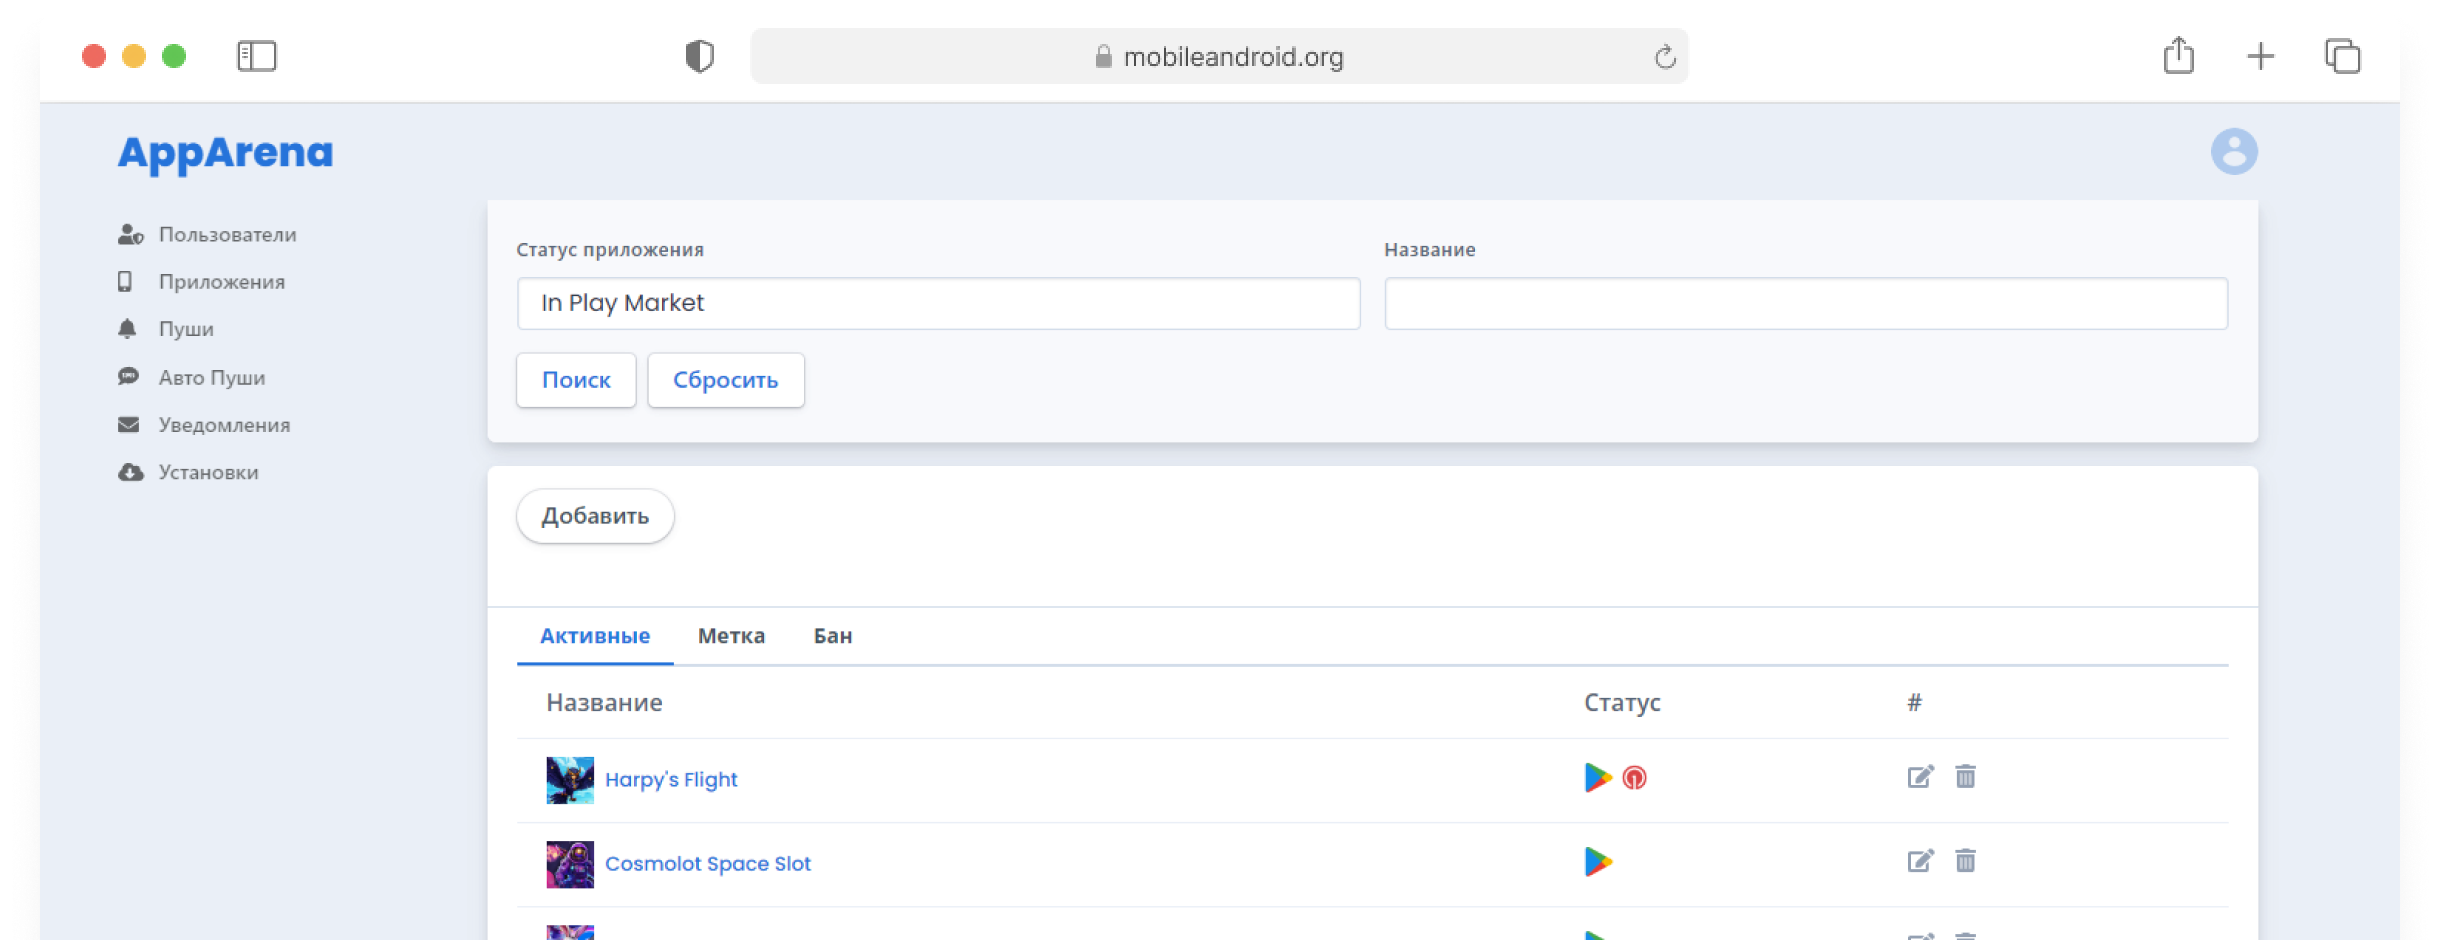 mobileandroid.org
AppArena
Пользователи
Приложения
Пуши
Авто Пуши
Уведомления
Установки
Статус приложения
Название
In Play Market
Поиск
Сбросить
Добавить
Активные
Метка
Бан
Название
Статус
#
Harpy's Flight
Cosmolot Space Slot